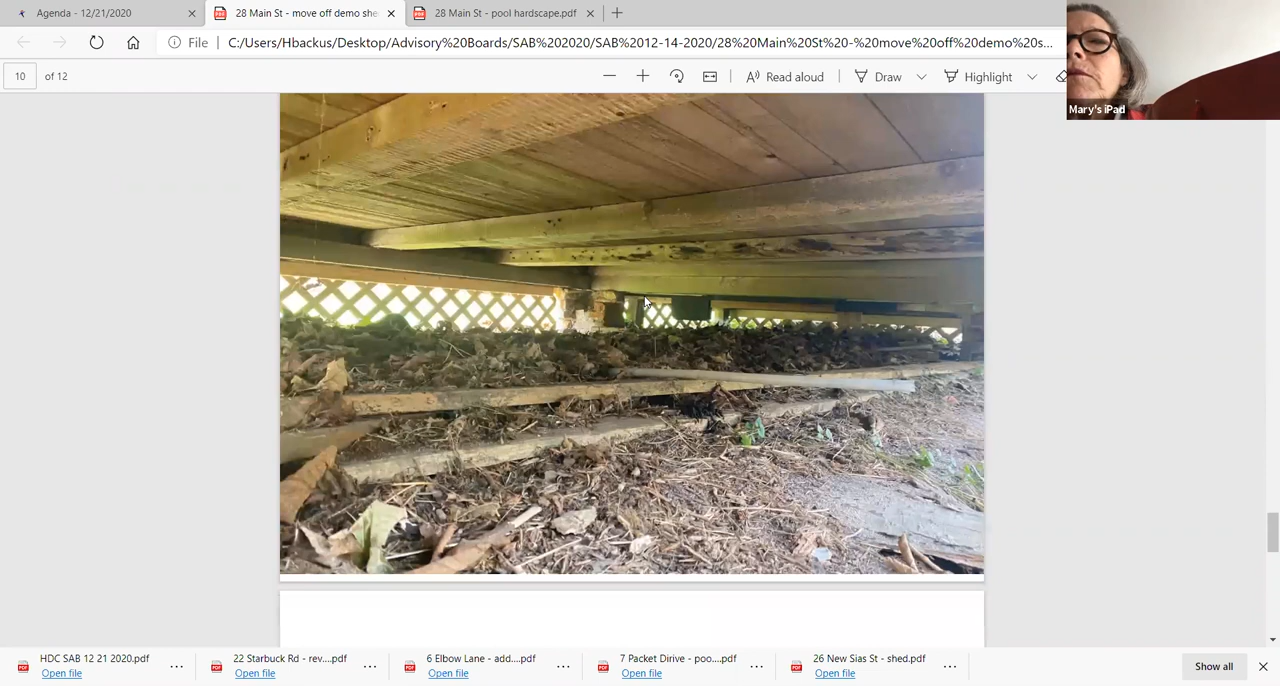 Agenda - 12/21/2020
28 Main St - move off demo she
28 Main St - pool hardscape.pdf
File | C:/Users/Hbackus/Desktop/Advisory%20Boards/SAB%202020/SAB%2012-14-2020/28%20Main%20St%20-%20move%20off%20demo%20s...
10 of 12
Read aloud
Draw
Highlight
Mary's iPad
HDC SAB 12 21 2020.pdf
Open file
22 Starbuck Rd - rev....pdf
Open file
6 Elbow Lane - add....pdf
Open file
7 Packet Dirive - poo....pdf
Open file
26 New Sias St - shed.pdf
Open file
Show all